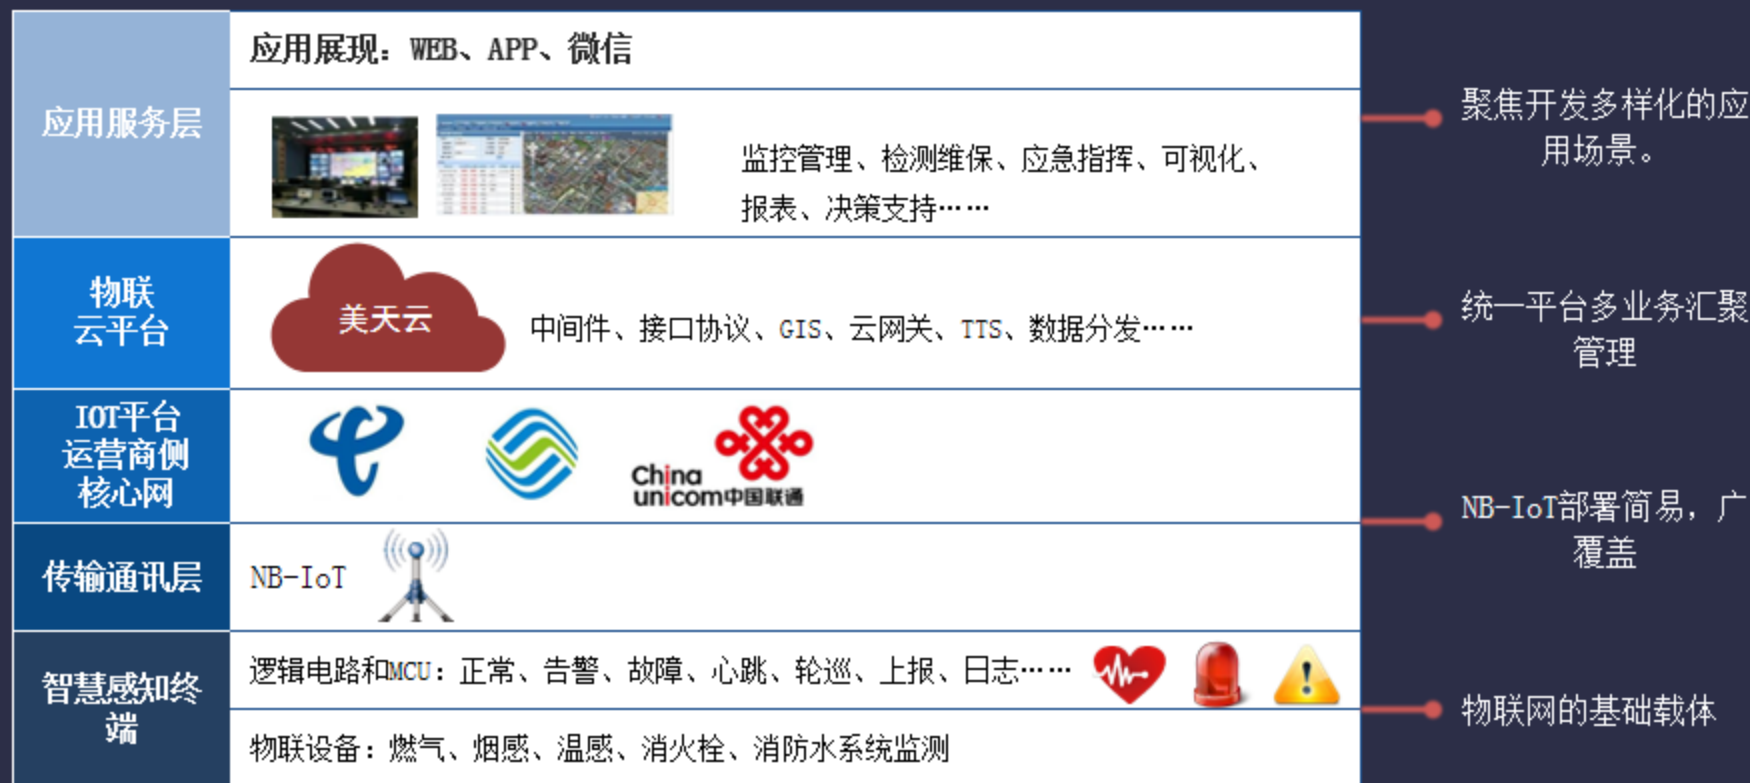 应用服务层
应用展现：WEB、APP、微信
监控管理、检测维保、应急指挥、可视化、
报表、决策支持……
聚焦开发多样化的应
用场景。
物联
云平台
美天云
中间件、接口协议、GIS、云网关、TTS、数据分发……
统一平台多业务汇聚
管理
IOT平台
运营商侧
核心网
China
unicom中国联通
NB-IoT部署简易，广
覆盖
传输通讯层
NB-IoT
智慧感知终
端
逻辑电路和MCU：正常、告警、故障、心跳、轮巡、上报、日志……
物联设备：燃气、烟感、温感、消火栓、消防水系统监测
物联网的基础载体